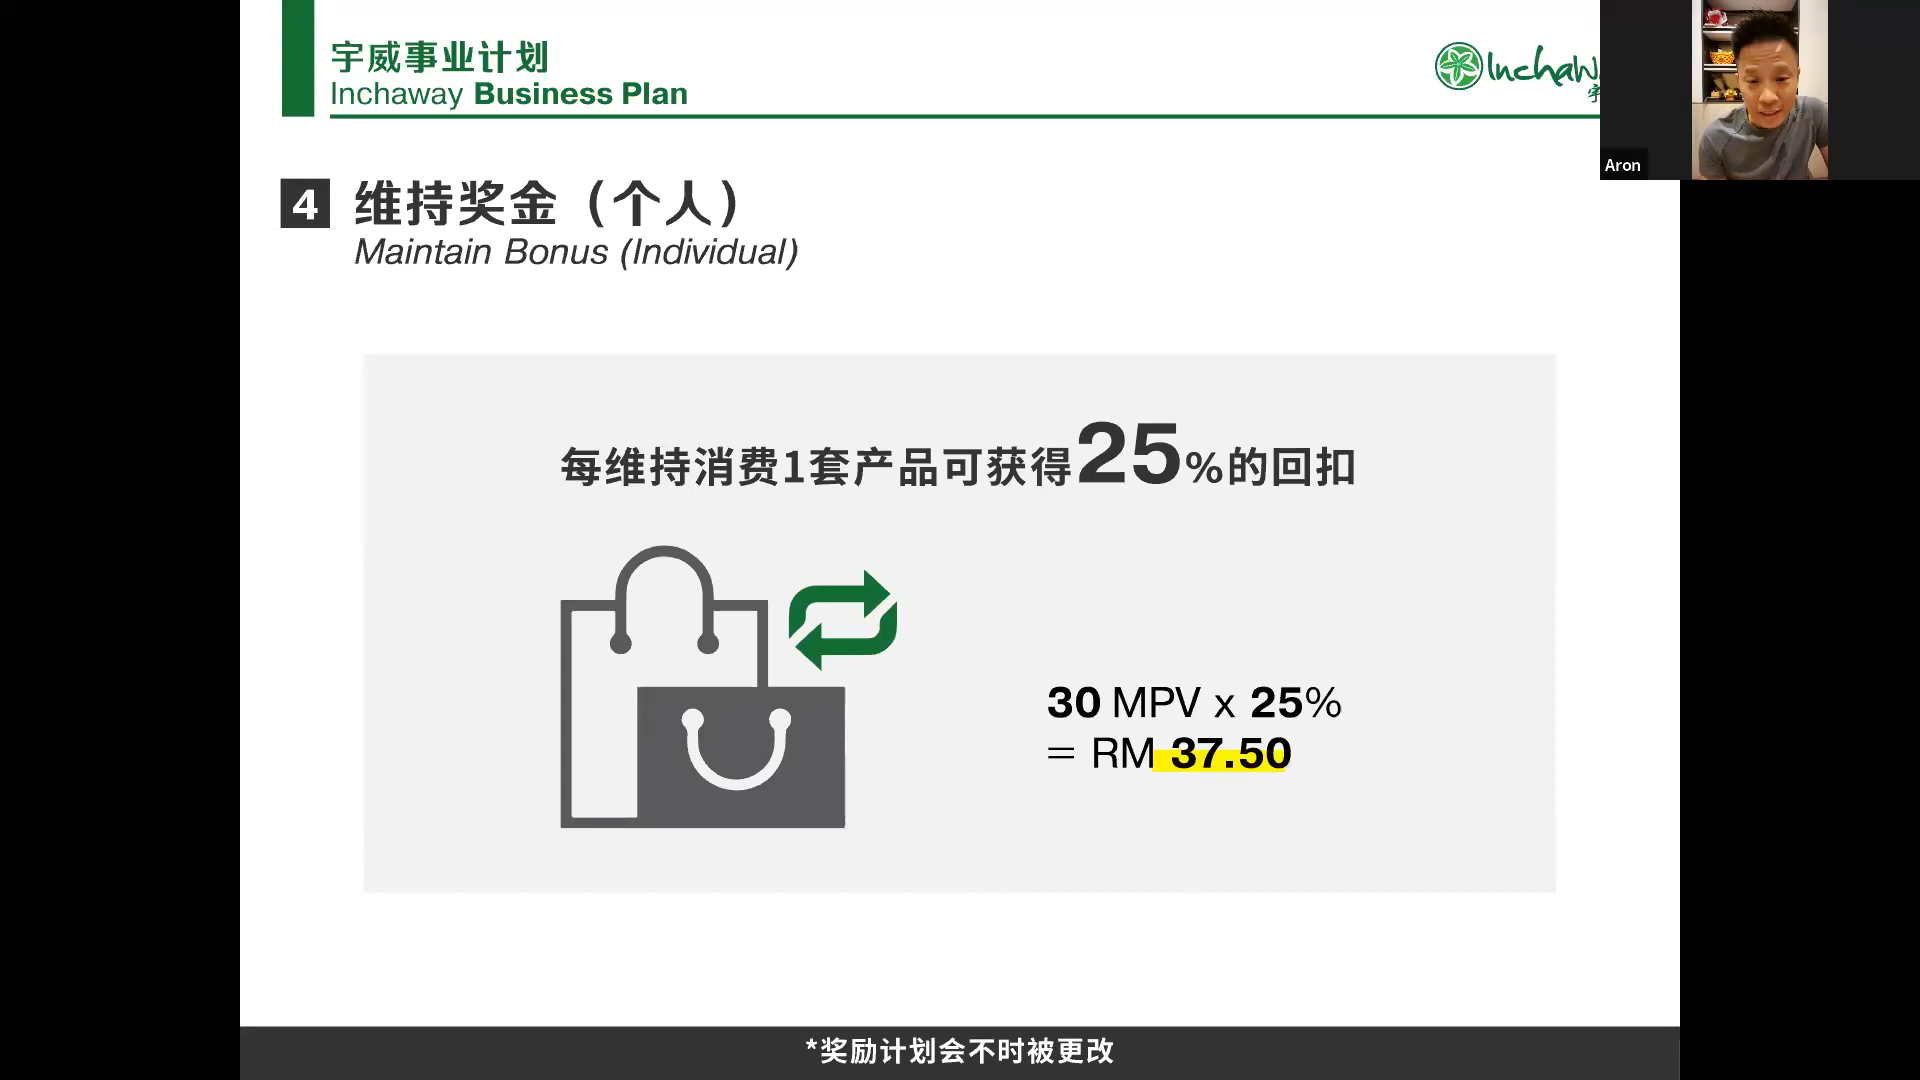 宇威事业计划
Inchaway Business Plan
Inchaw
Aron
4 维持奖金（个人）
Maintain Bonus (Individual)
每维持消费1套产品可获得25%的回扣
30 MPV x 25%
= RM 37.50
*奖励计划会不时被更改